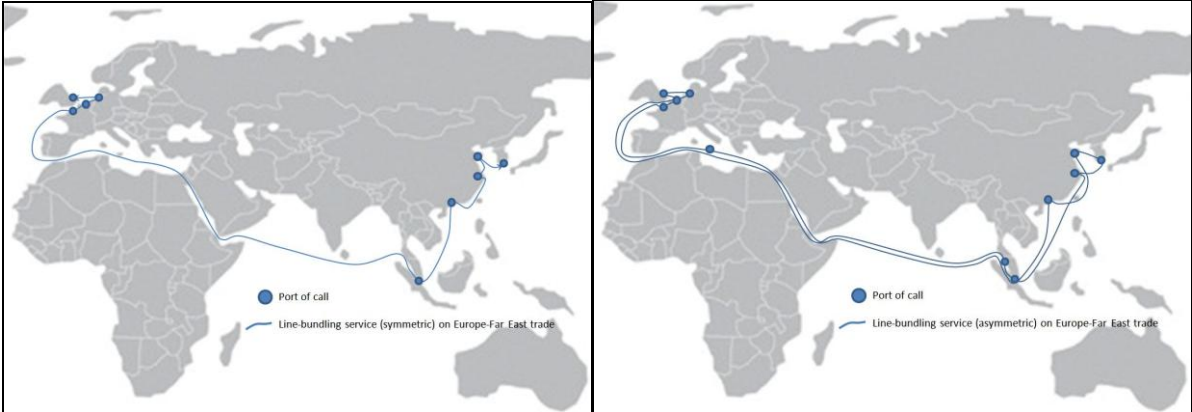 Port of call
Line-bundling service (symmetric) on Europe-Far East trade
Port of call
Line-bundling service (asymmetric) on Europe-Far East trade